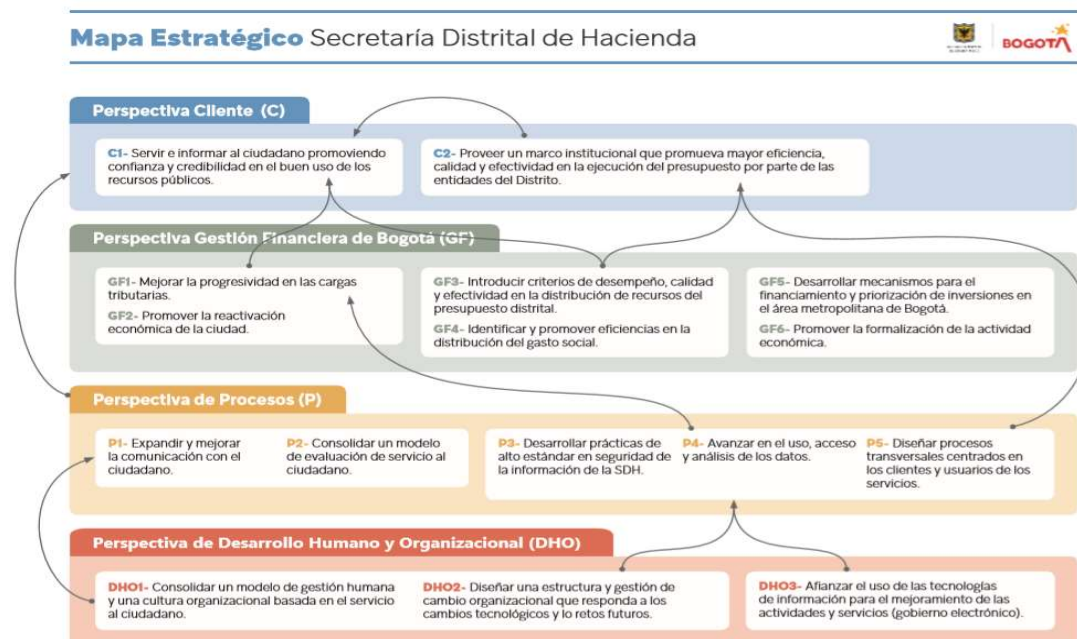 Mapa Estratégico Secretaría Distrital de Hacienda
BOGOTÁ
Perspectiva Cliente (C)
C1- Servir e informar al ciudadano promoviendo
confianza y credibilidad en el buen uso de los
recursos públicos.
C2- Proveer un marco institucional que promueva mayor eficiencia,
calidad y efectividad en la ejecución del presupuesto por parte de las
entidades del Distrito.
Perspectiva Gestión Financiera de Bogotá (GF)
GF1- Mejorar la progresividad en las cargas
tributarias.
GF2- Promover la reactivación
económica de la ciudad.
GF3- Introducir criterios de desempeño, calidad
y efectividad en la distribución de recursos del
presupuesto distrital.
GF4- Identificar y promover eficiencias en la
distribución del gasto social.
GF5- Desarrollar mecanismos para el
financiamiento y priorización de inversiones en
el área metropolitana de Bogotá.
GF6- Promover la formalización de la actividad
económica.
Perspectiva de Procesos (P)
P1- Expandir y mejorar
la comunicación con el
ciudadano.
P2- Consolidar un modelo
de evaluación de servicio al
ciudadano.
P3- Desarrollar prácticas de
alto estándar en seguridad de
la información de la SDH.
P4- Avanzar en el uso, acceso
y análisis de los datos.
P5- Diseñar procesos
transversales centrados en
los clientes y usuarios de los
servicios.
Perspectiva de Desarrollo Humano y Organizacional (DHO)
DHO1- Consolidar un modelo de gestión humana
y una cultura organizacional basada en el servicio
al ciudadano.
DHO2- Diseñar una estructura y gestión de
cambio organizacional que responda a los
cambios tecnológicos y lo retos futuros.
DHO3- Afianzar el uso de las tecnologías
de información para el mejoramiento de las
actividades y servicios (gobierno electrónico).